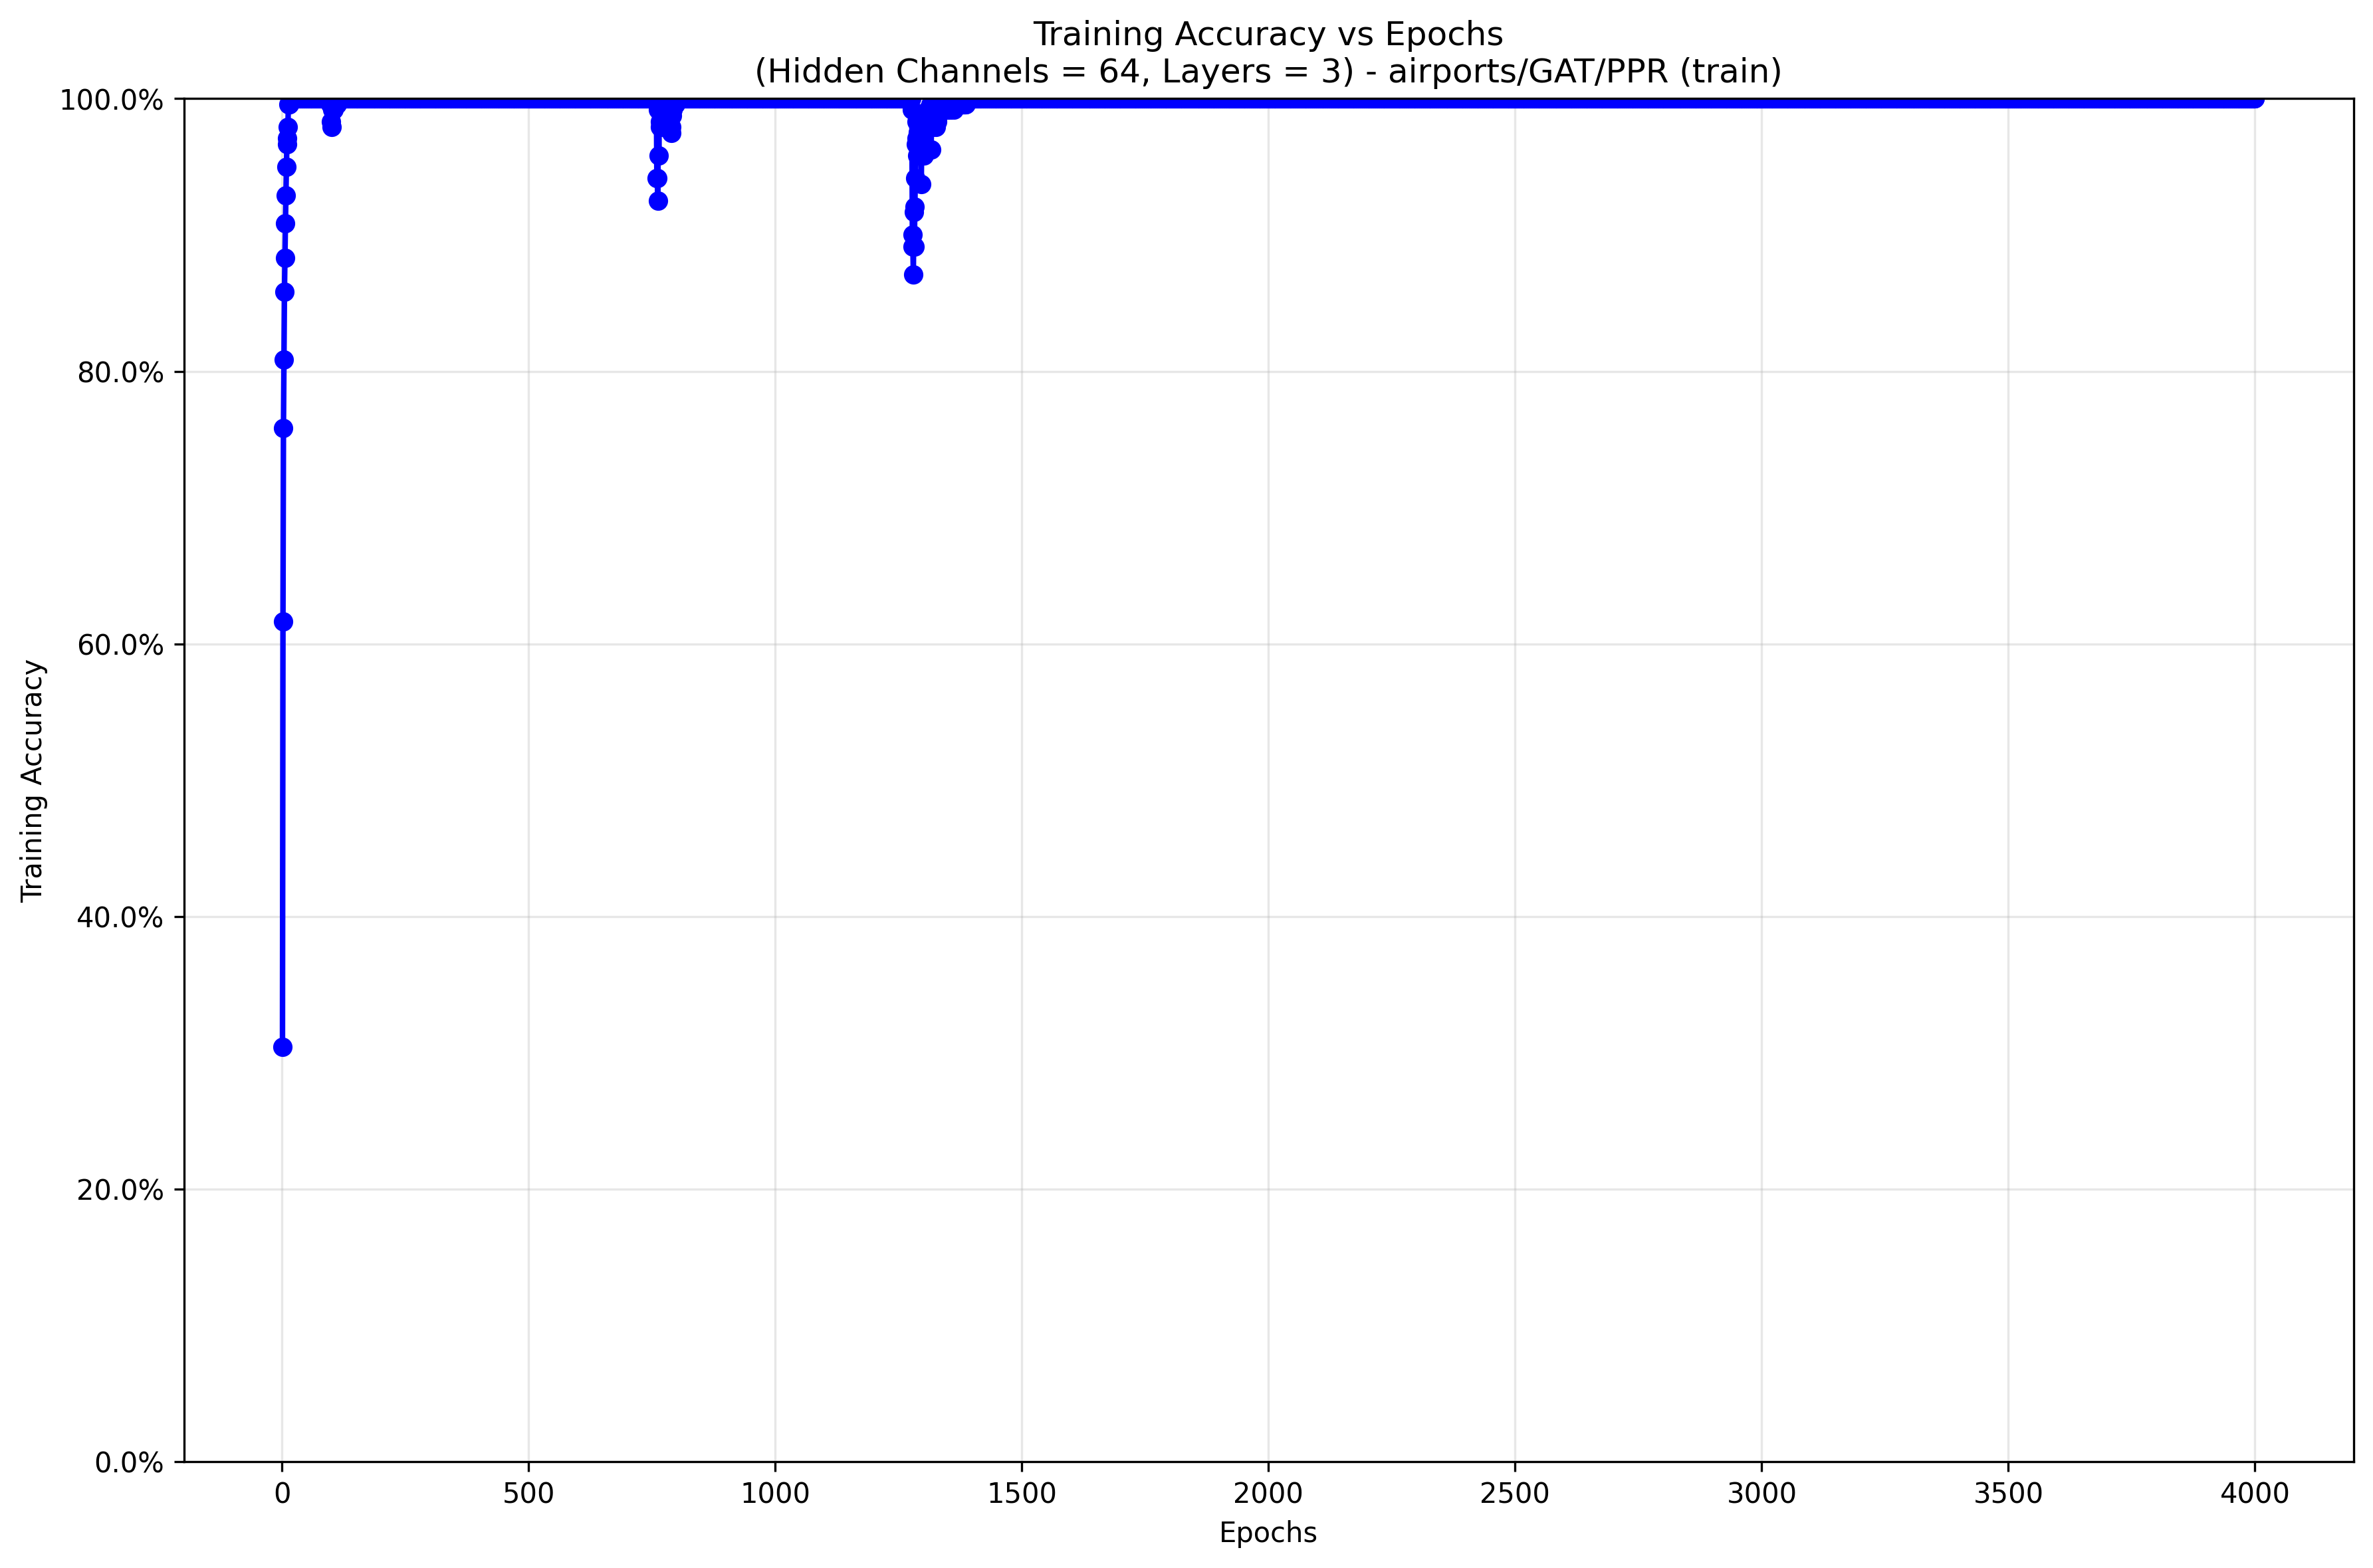 Training Accuracy vs Epochs
(Hidden Channels = 64, Layers = 3) - airports/GAT/PPR (train)
100.0%
80.0%
60.0%
40.0%
20.0%
0.0%
Training Accuracy
0 500 1000 1500 2000 2500 3000 3500 4000
Epochs